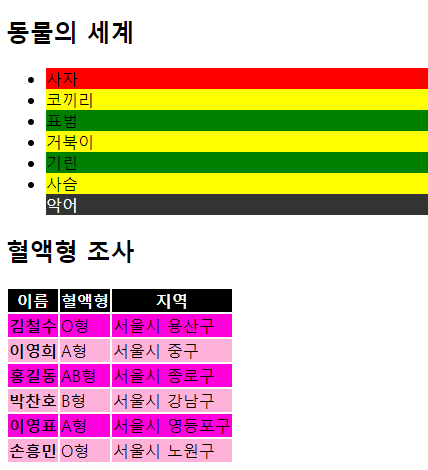 동물의 세계
사자
코끼리
표범
거북이
기린
사슴
악어
혈액형 조사
이름 혈액형 지역
김철수 O형 서울시 용산구
이영희 A형 서울시 중구
홍길동 AB형 서울시 종로구
박찬호 B형 서울시 강남구
이영표 A형 서울시 영등포구
손흥민 O형 서울시 노원구